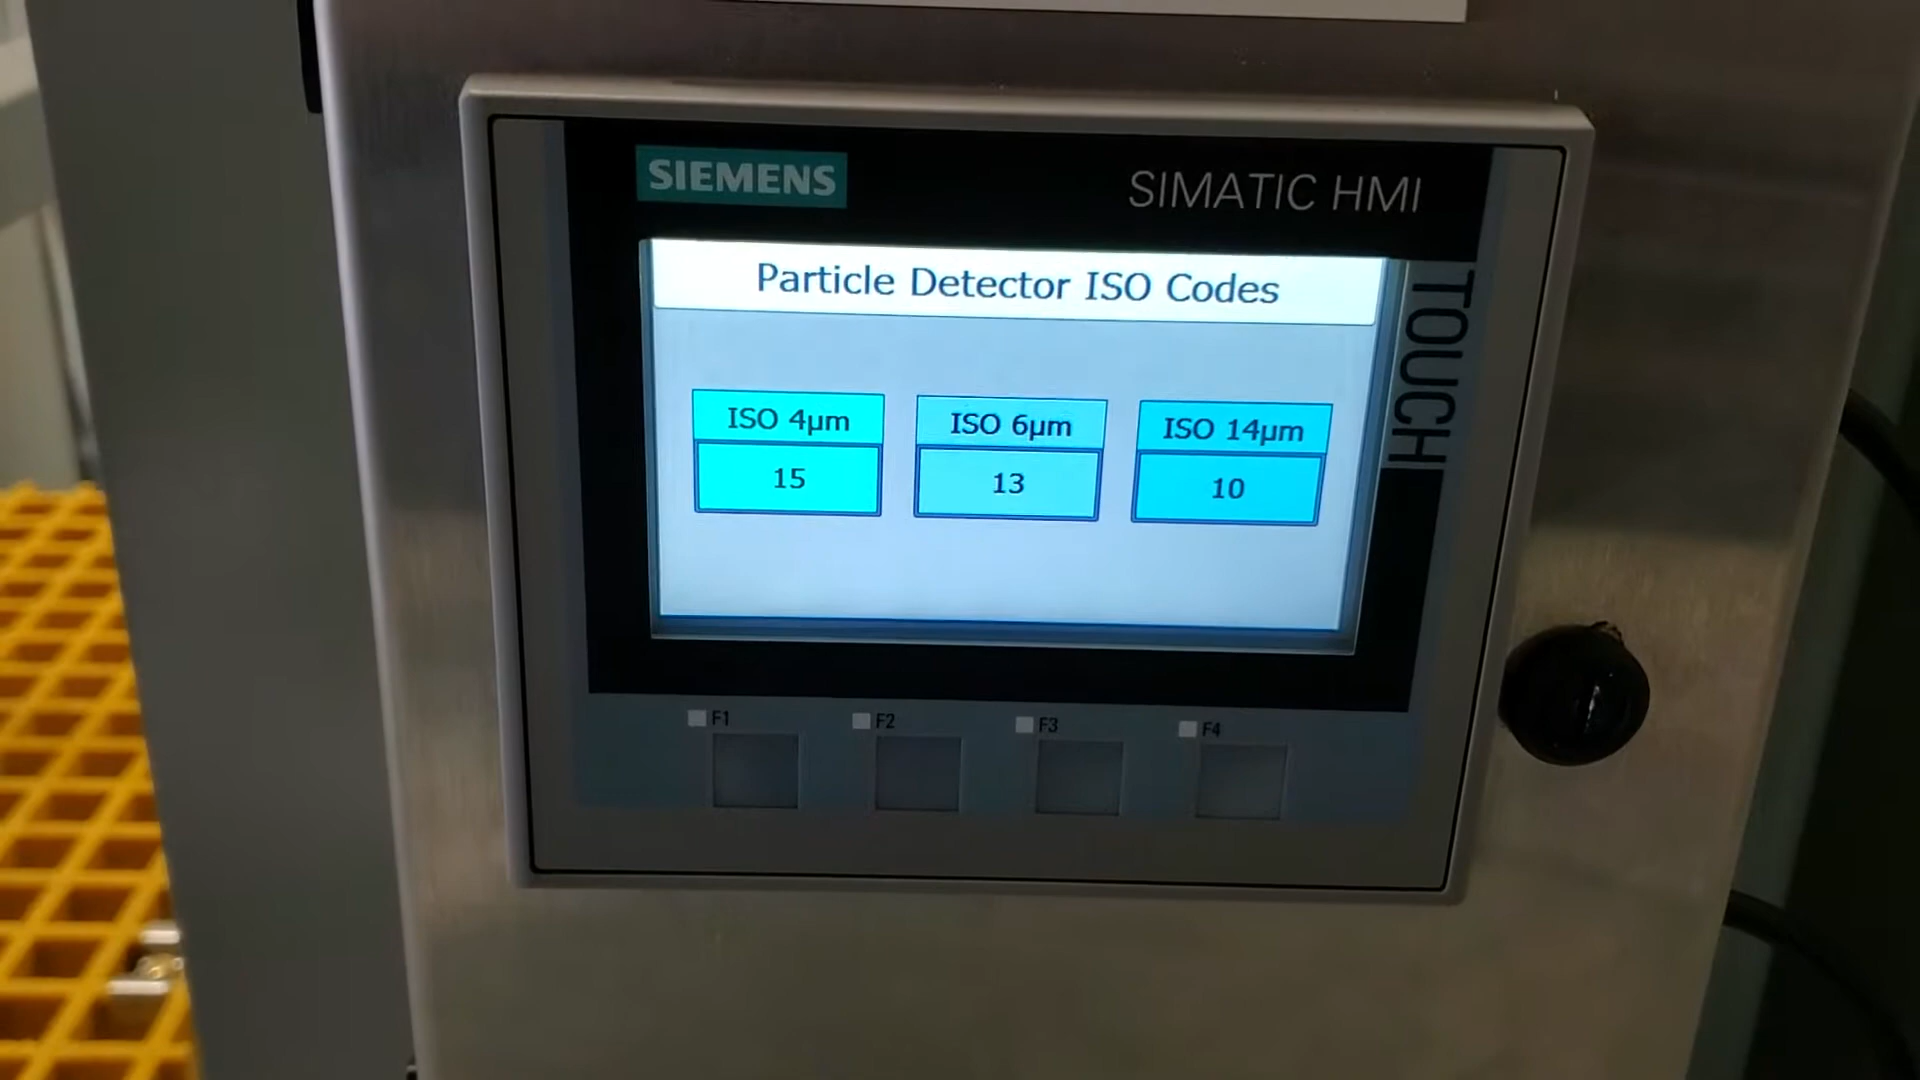 SIEMENS
SIMATIC HMI
TOUCH
Particle Detector ISO Codes
ISO 4µm
15
ISO 6µm
13
ISO 14µm
10
F1
F2
F3
F4